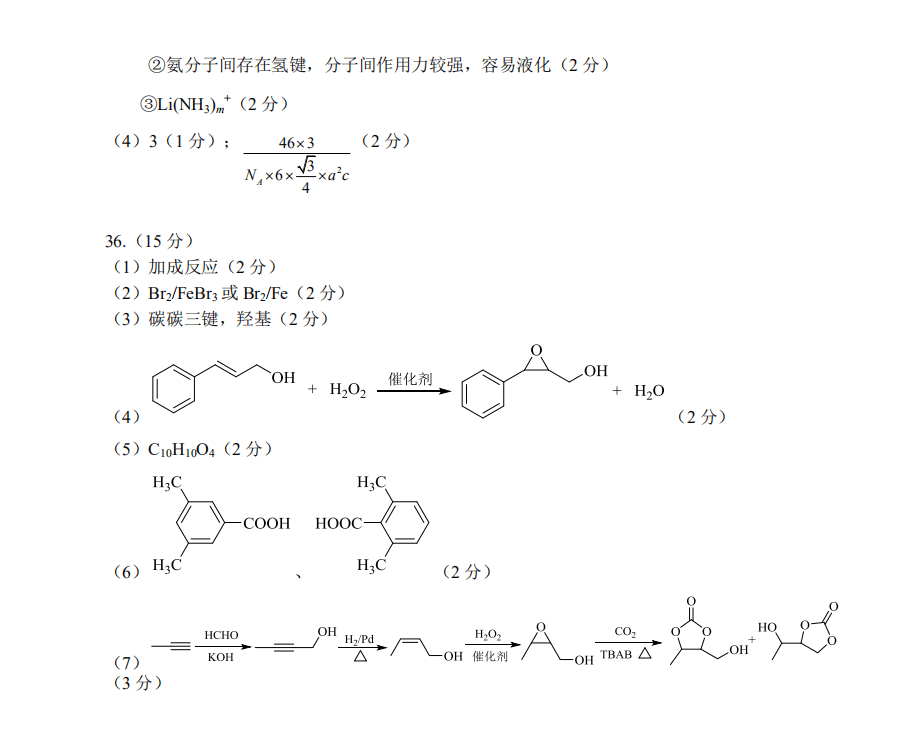 ②氨分子间存在氢键，分子间作用力较强，容易液化（2 分）
③Li(NH₃)ₘ⁺（2 分）
（4）3（1 分）； 46×3 / (N_A×6×√3/4×a²c) （2 分）
36.（15 分）
（1）加成反应（2 分）
（2）Br₂/FeBr₃ 或 Br₂/Fe（2 分）
（3）碳碳三键，羟基（2 分）
（4） OH + H₂O₂ 催化剂 O OH + H₂O （2 分）
（5）C₁₀H₁₀O₄（2 分）
（6） H₃C H₃C COOH 、 HOOC H₃C H₃C （2 分）
（7） HCHO KOH OH H₂/Pd △ OH H₂O₂ 催化剂 O OH CO₂ TBAB △ O O O OH + HO O O O
（3 分）